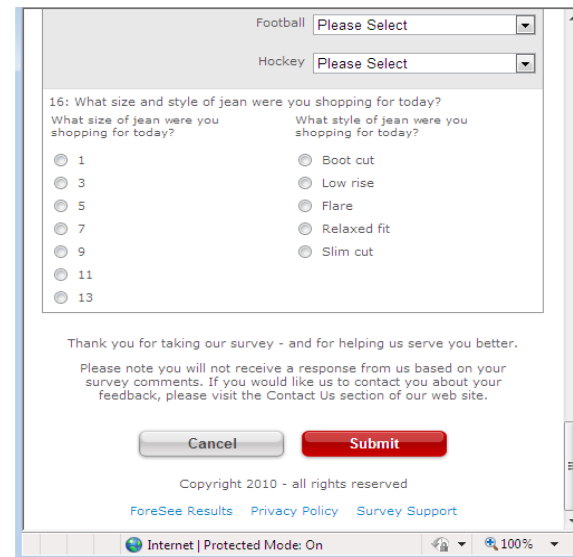 Football Please Select
Hockey Please Select
16: What size and style of jean were you shopping for today?
What size of jean were you
shopping for today?
1
3
5
7
9
11
13
What style of jean were you
shopping for today?
Boot cut
Low rise
Flare
Relaxed fit
Slim cut
Thank you for taking our survey - and for helping us serve you better.
Please note you will not receive a response from us based on your
survey comments. If you would like us to contact you about your
feedback, please visit the Contact Us section of our web site.
Cancel Submit
Copyright 2010 - all rights reserved
ForeSee Results Privacy Policy Survey Support
Internet | Protected Mode: On 100%